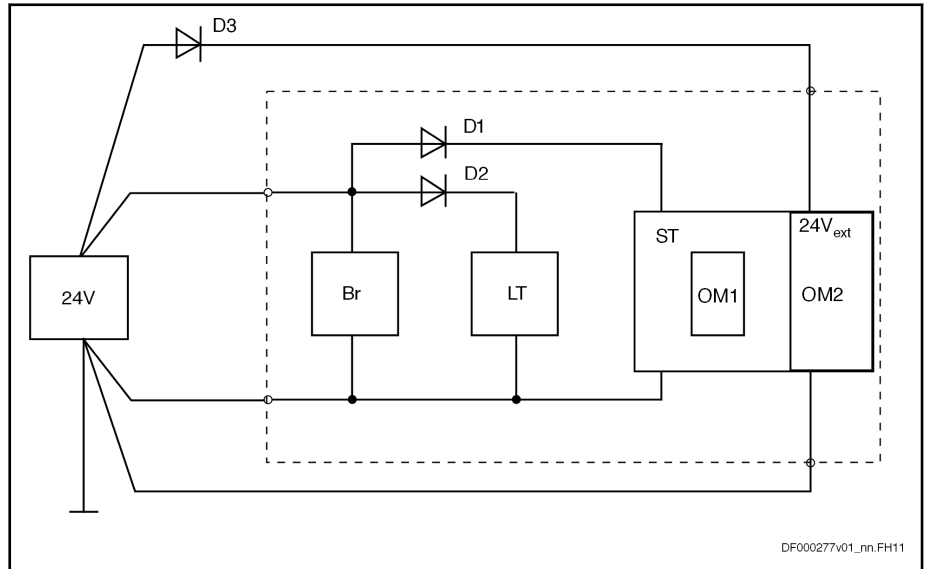 D3
D1
D2
24V
Br
LT
ST
OM1
24Vext
OM2
DF000277v01_nn.FH11